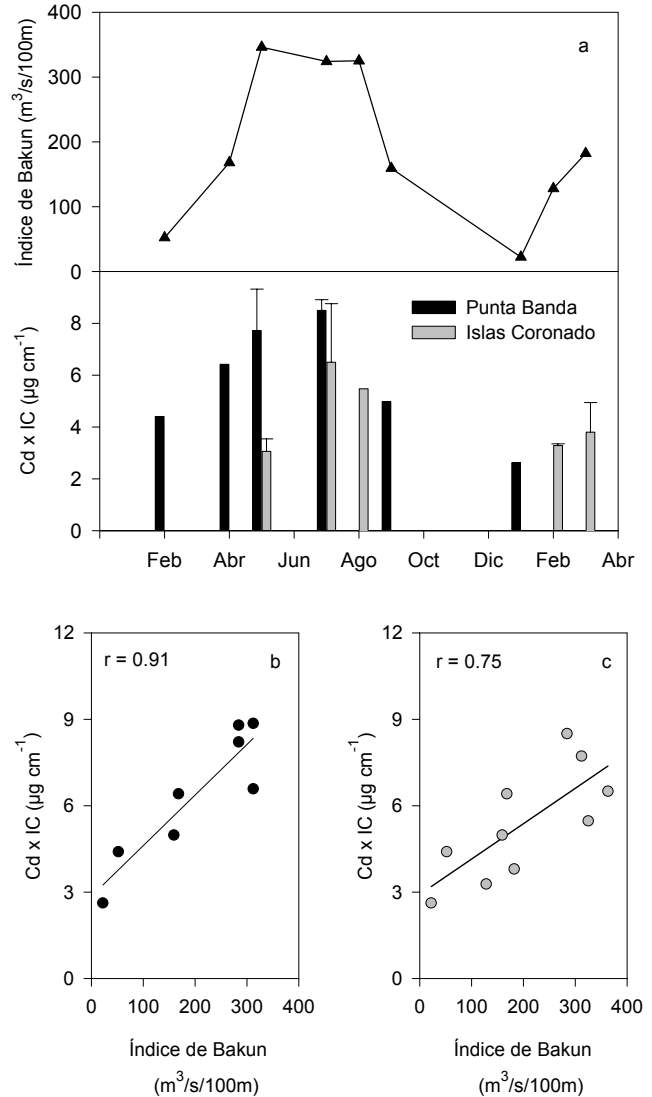 400
300
200
100
0
Índice de Bakun (m³/s/100m)
a
8
6
4
2
0
Cd x IC (µg cm⁻¹)
Punta Banda
Islas Coronado
Feb Abr Jun Ago Oct Dic Feb Abr
12
9
6
3
0
Cd x IC (µg cm⁻¹)
r = 0.91
b
0 100 200 300 400
Índice de Bakun
(m³/s/100m)
12
9
6
3
0
Cd x IC (µg cm⁻¹)
r = 0.75
c
0 100 200 300 400
Índice de Bakun
(m³/s/100m)